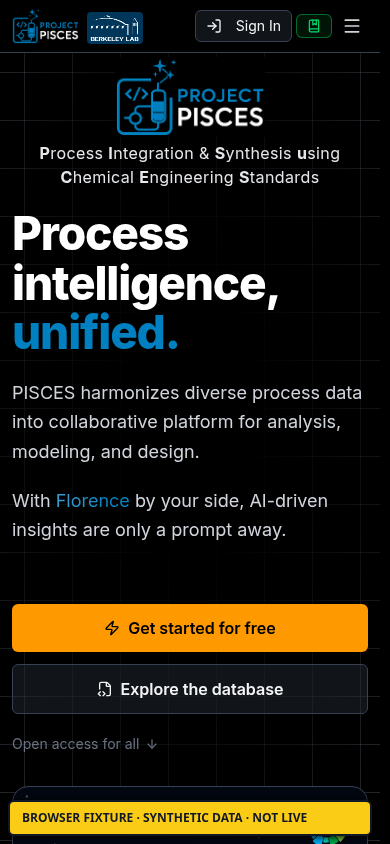 PROJECT
PISCES
BERKELEY LAB
Sign In
PROJECT
PISCES
Process Integration & Synthesis using
Chemical Engineering Standards
Process
intelligence,
unified.
PISCES harmonizes diverse process data
into collaborative platform for analysis,
modeling, and design.
With Florence by your side, AI-driven
insights are only a prompt away.
Get started for free
Explore the database
Open access for all ↓
BROWSER FIXTURE · SYNTHETIC DATA · NOT LIVE